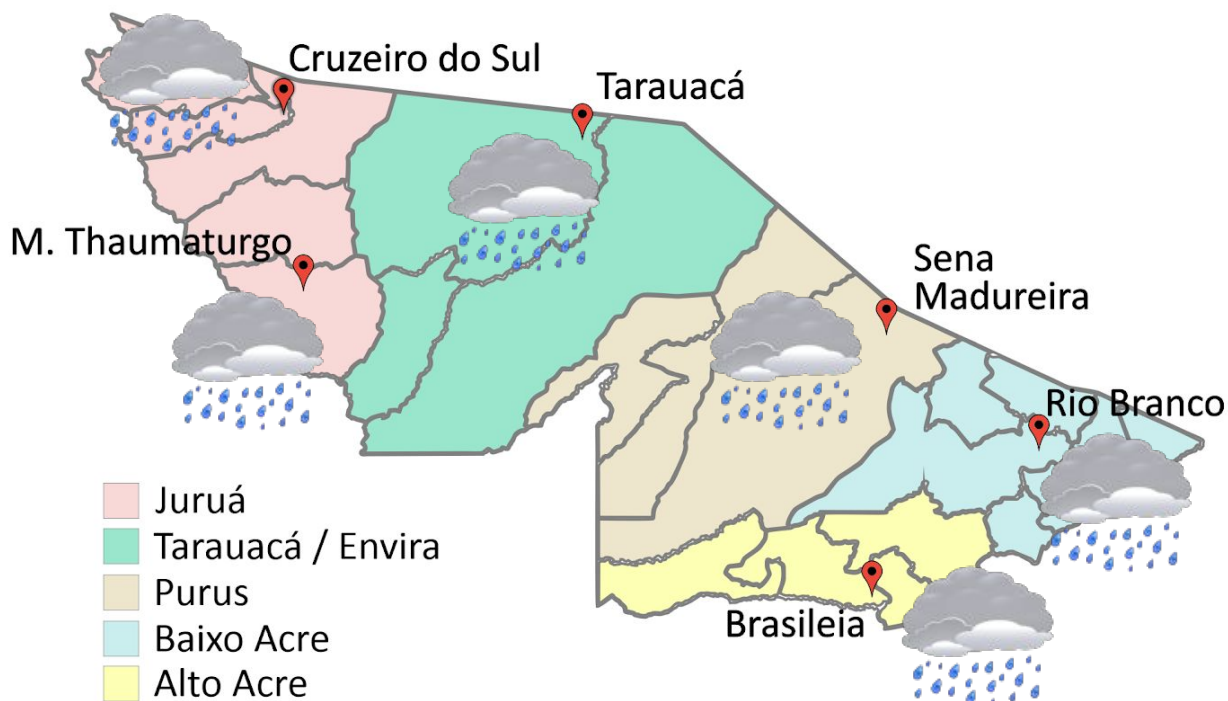 Cruzeiro do Sul
Tarauacá
M. Thaumaturgo
Sena
Madureira
Rio Branco
Brasileia
Juruá
Tarauacá / Envira
Purus
Baixo Acre
Alto Acre